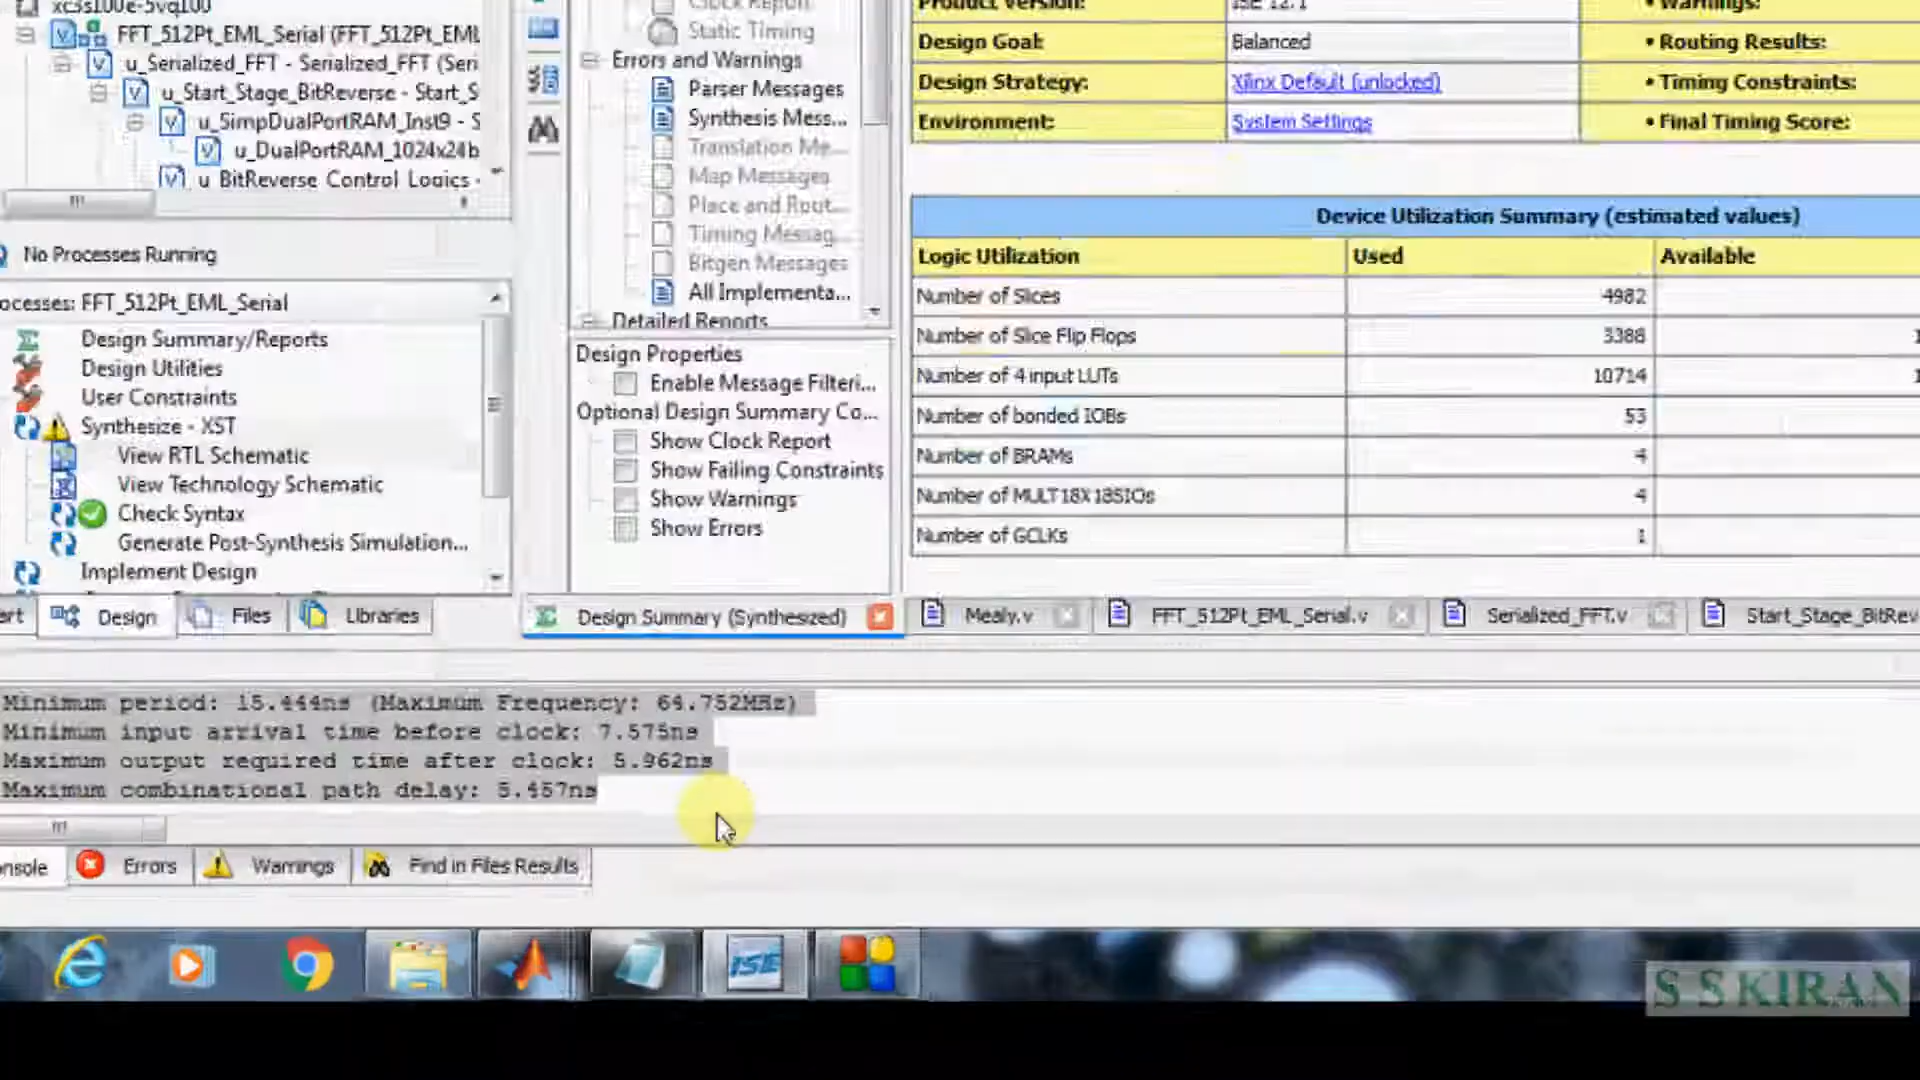 xc3s100e-5vq100
FFT_512Pt_EML_Serial (FFT_512Pt_EML
u_Serialized_FFT - Serialized_FFT (Seri
u_Start_Stage_BitReverse - Start_S
u_SimpDualPortRAM_Inst9 - S
u_DualPortRAM_1024x24b
u_BitReverse_Control_Logics -
No Processes Running
ocesses: FFT_512Pt_EML_Serial
Design Summary/Reports
Design Utilities
User Constraints
Synthesize - XST
View RTL Schematic
View Technology Schematic
Check Syntax
Generate Post-Synthesis Simulation...
Implement Design
art
Design
Files
Libraries
Clock Report
Static Timing
Errors and Warnings
Parser Messages
Synthesis Mess...
Translation Me...
Map Messages
Place and Rout...
Timing Messag...
Bitgen Messages
All Implementa...
Detailed Reports
Design Properties
Enable Message Filteri...
Optional Design Summary Co...
Show Clock Report
Show Failing Constraints
Show Warnings
Show Errors
Product Version: ISE 12.1 • Warnings:
Design Goal: Balanced • Routing Results:
Design Strategy: Xilinx Default (unlocked) • Timing Constraints:
Environment: System Settings • Final Timing Score:
Device Utilization Summary (estimated values)
Logic Utilization Used Available
Number of Slices 4982
Number of Slice Flip Flops 3388 1
Number of 4 input LUTs 10714 1
Number of bonded IOBs 53
Number of BRAMs 4
Number of MULT18X18SIOs 4
Number of GCLKs 1
Design Summary (Synthesized)
Mealy.v
FFT_512Pt_EML_Serial.v
Serialized_FFT.v
Start_Stage_BitRev
Minimum period: 15.444ns (Maximum Frequency: 64.752MHz)
Minimum input arrival time before clock: 7.575ns
Maximum output required time after clock: 5.962ns
Maximum combinational path delay: 5.457ns
onsole
Errors
Warnings
Find in Files Results
ISE
S S KIRAN